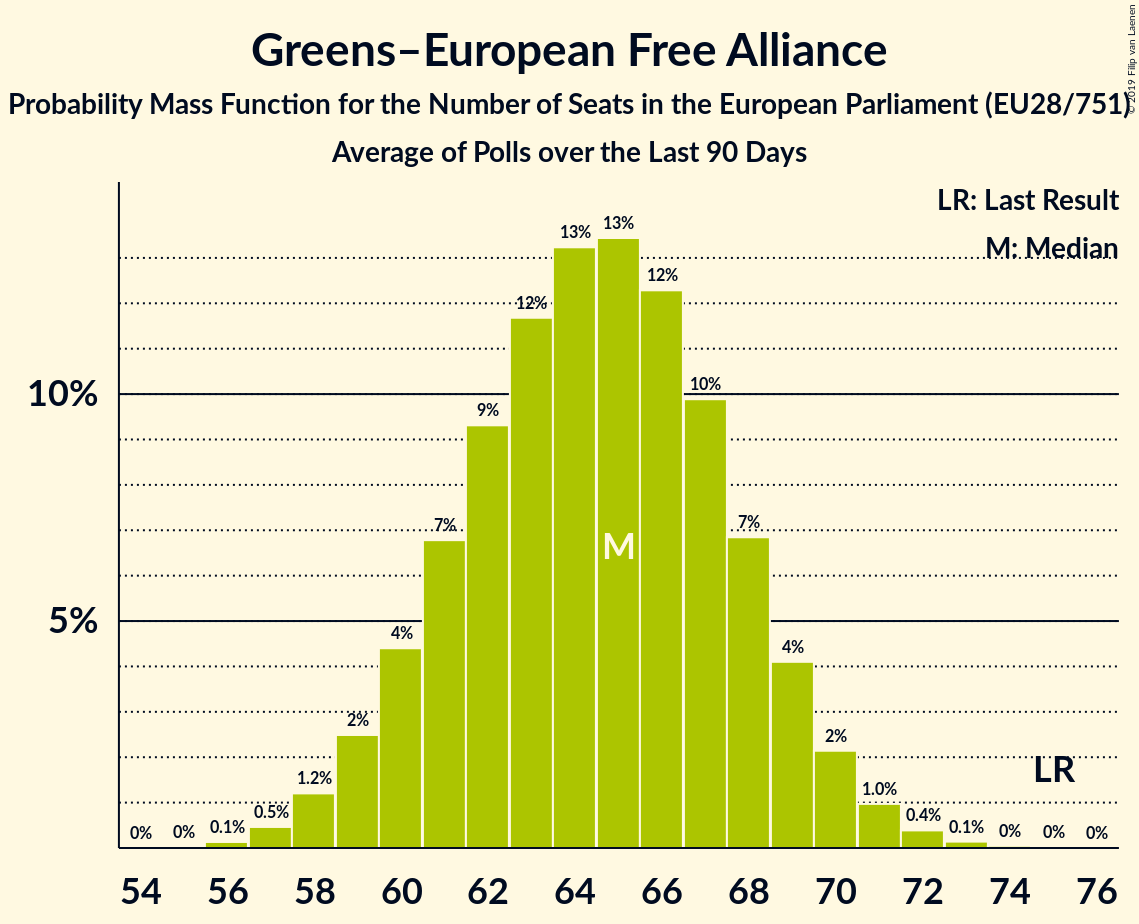 Greens–European Free Alliance
Probability Mass Function for the Number of Seats in the European Parliament (EU28/751)
Average of Polls over the Last 90 Days
© 2019 Filip van Laenen
LR: Last Result
M: Median
10%
5%
0%
0%
0.1%
0.5%
1.2%
2%
4%
7%
9%
12%
13%
13%
12%
10%
7%
4%
2%
1.0%
0.4%
0.1%
0%
0%
0%
M
LR
54 56 58 60 62 64 66 68 70 72 74 76